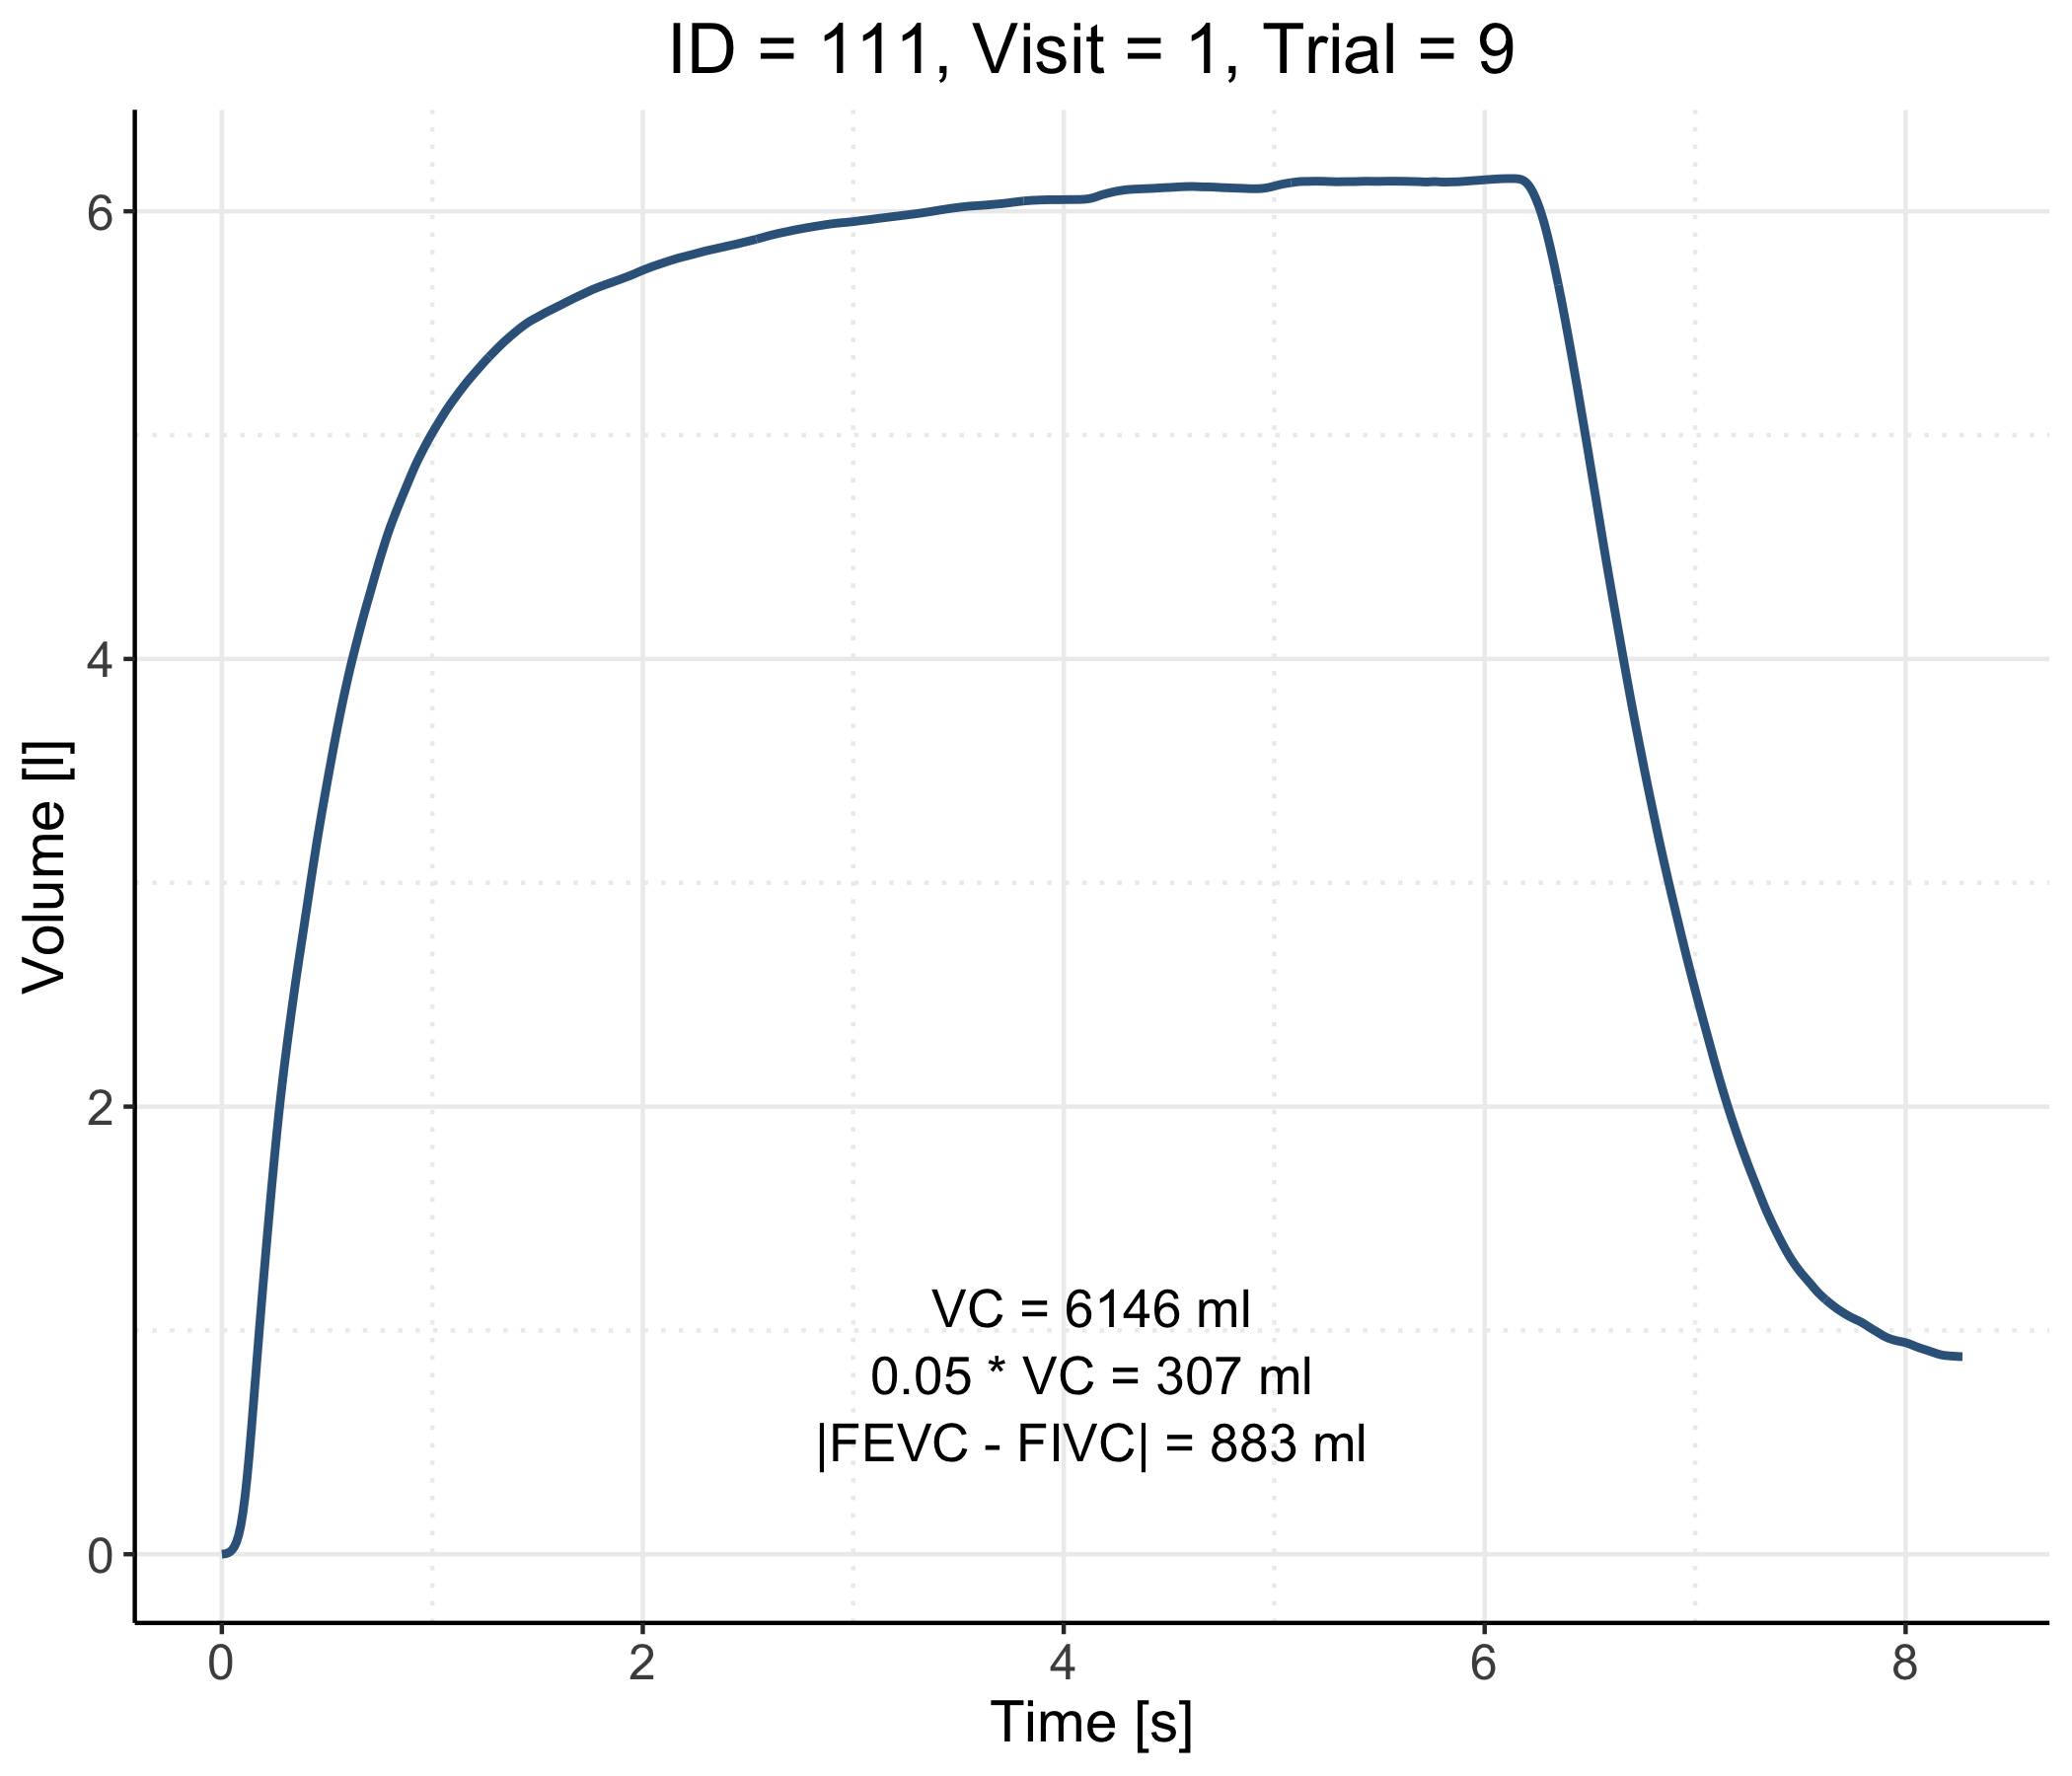 ID = 111, Visit = 1, Trial = 9
6
4
2
0
Volume [l]
VC = 6146 ml
0.05 * VC = 307 ml
|FEVC - FIVC| = 883 ml
0 2 4 6 8
Time [s]